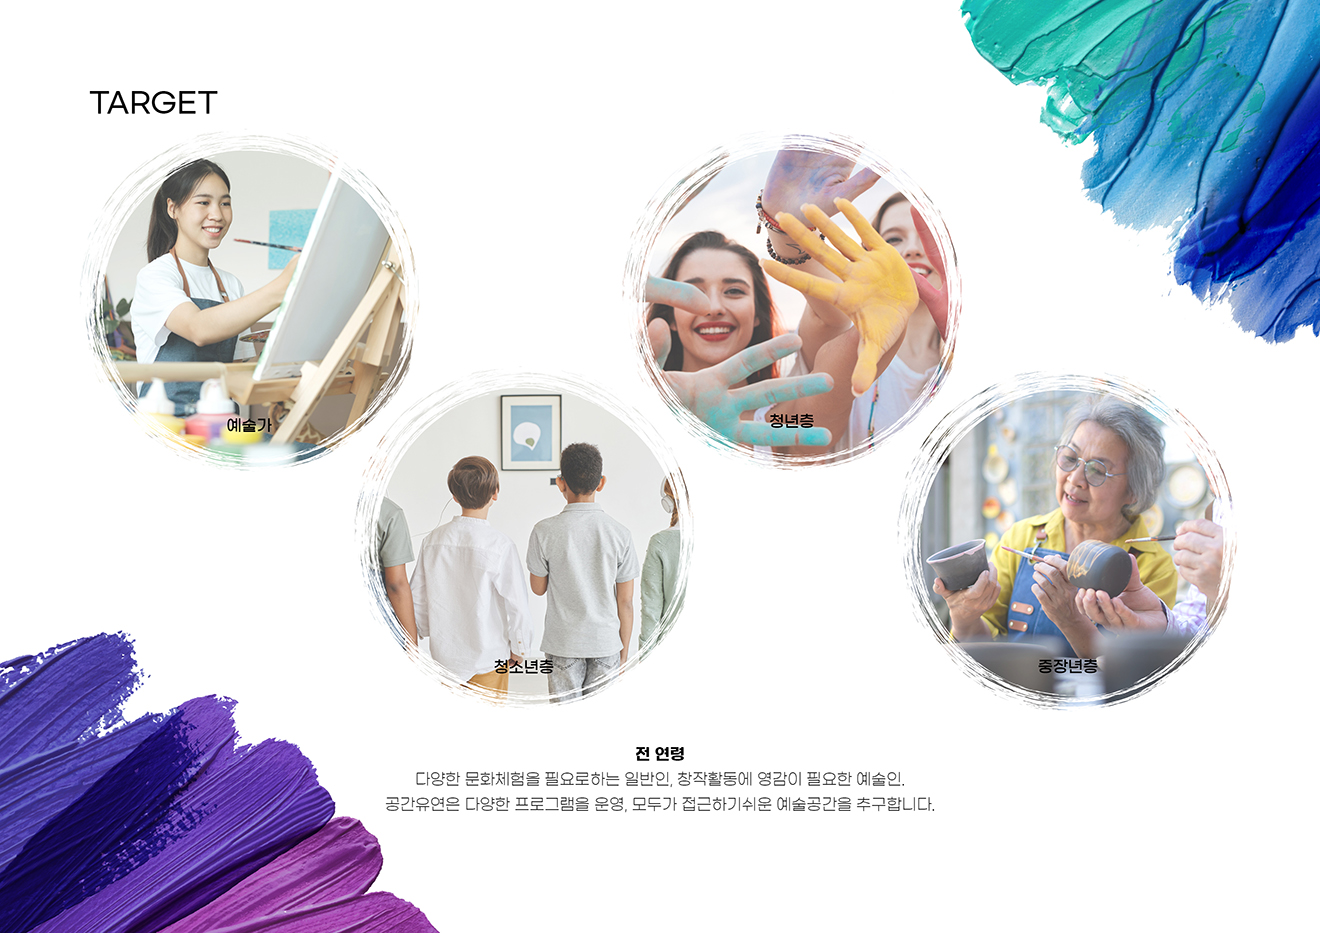 TARGET
예술가
청년층
청소년층
중장년층
전 연령
다양한 문화체험을 필요로하는 일반인, 창작활동에 영감이 필요한 예술인.
공간유연은 다양한 프로그램을 운영, 모두가 접근하기쉬운 예술공간을 추구합니다.